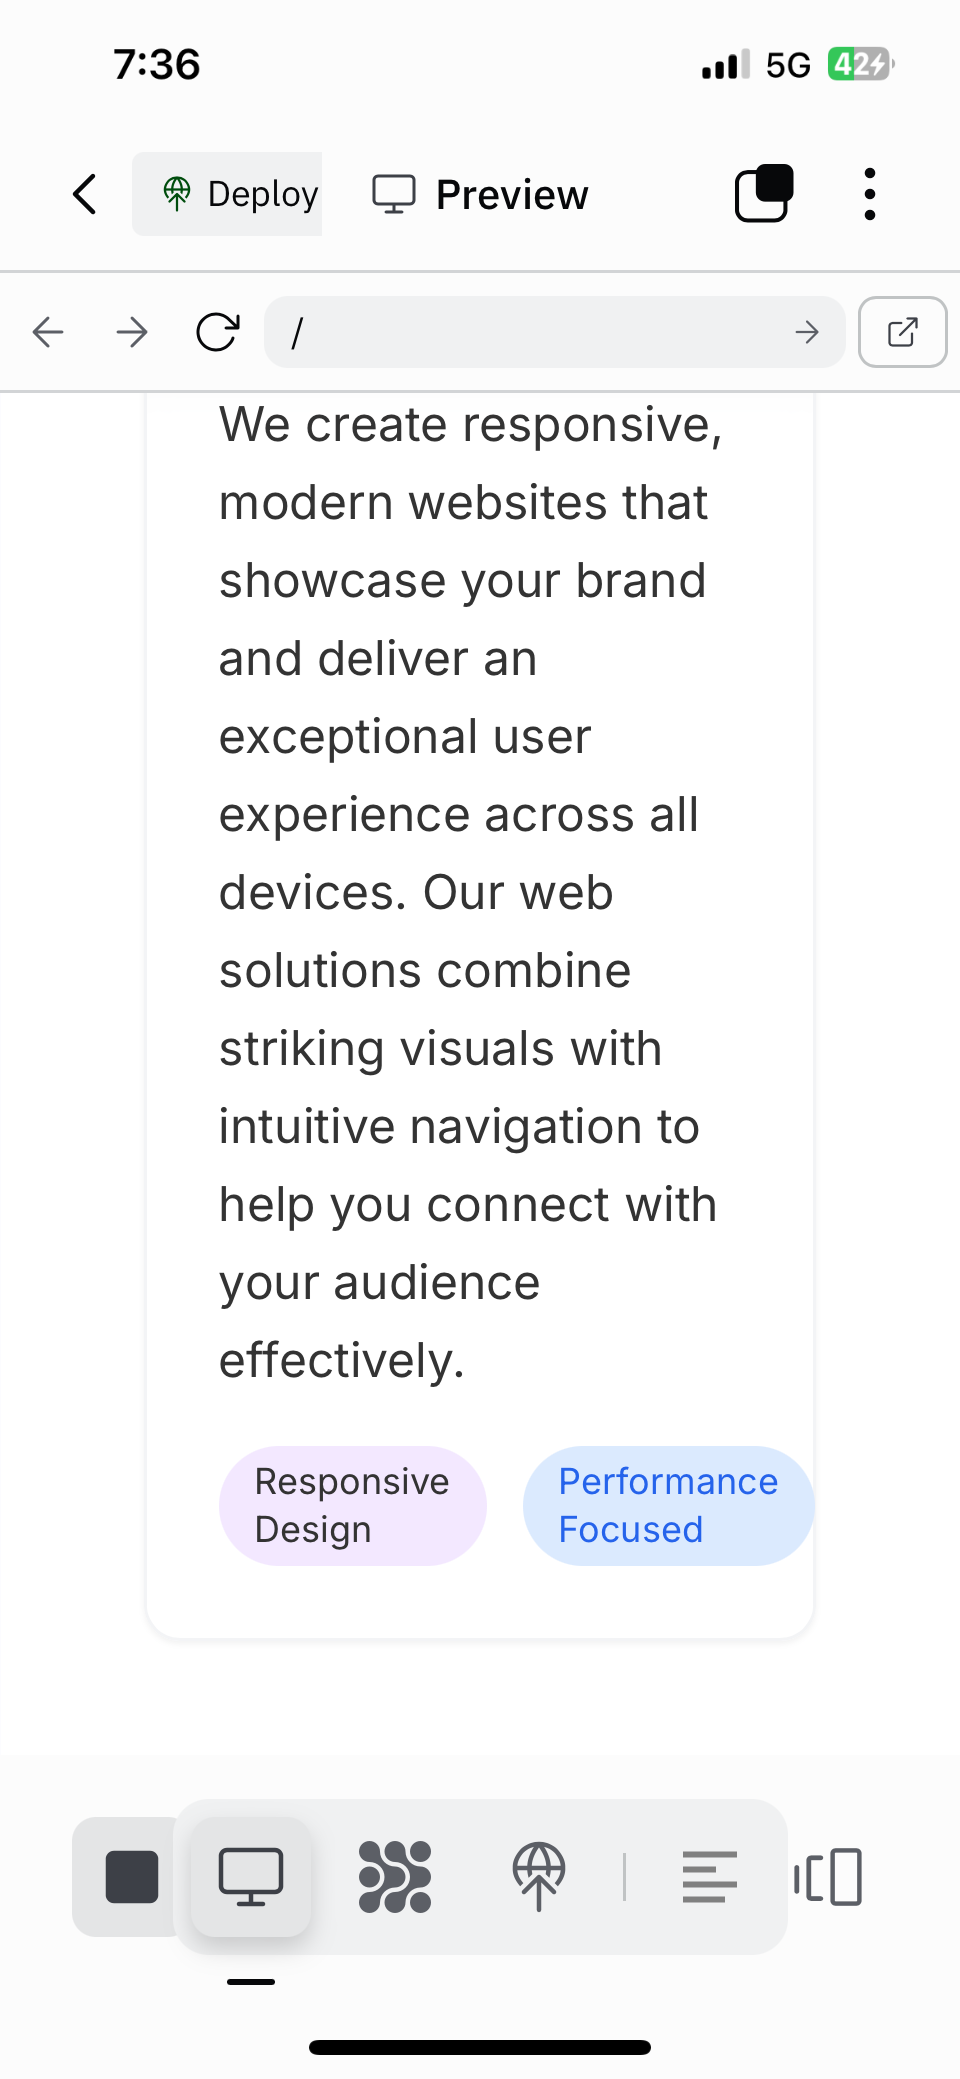 7:36
5G
42
Deploy
Preview
/
We create responsive,
modern websites that
showcase your brand
and deliver an
exceptional user
experience across all
devices. Our web
solutions combine
striking visuals with
intuitive navigation to
help you connect with
your audience
effectively.
Responsive
Design
Performance
Focused